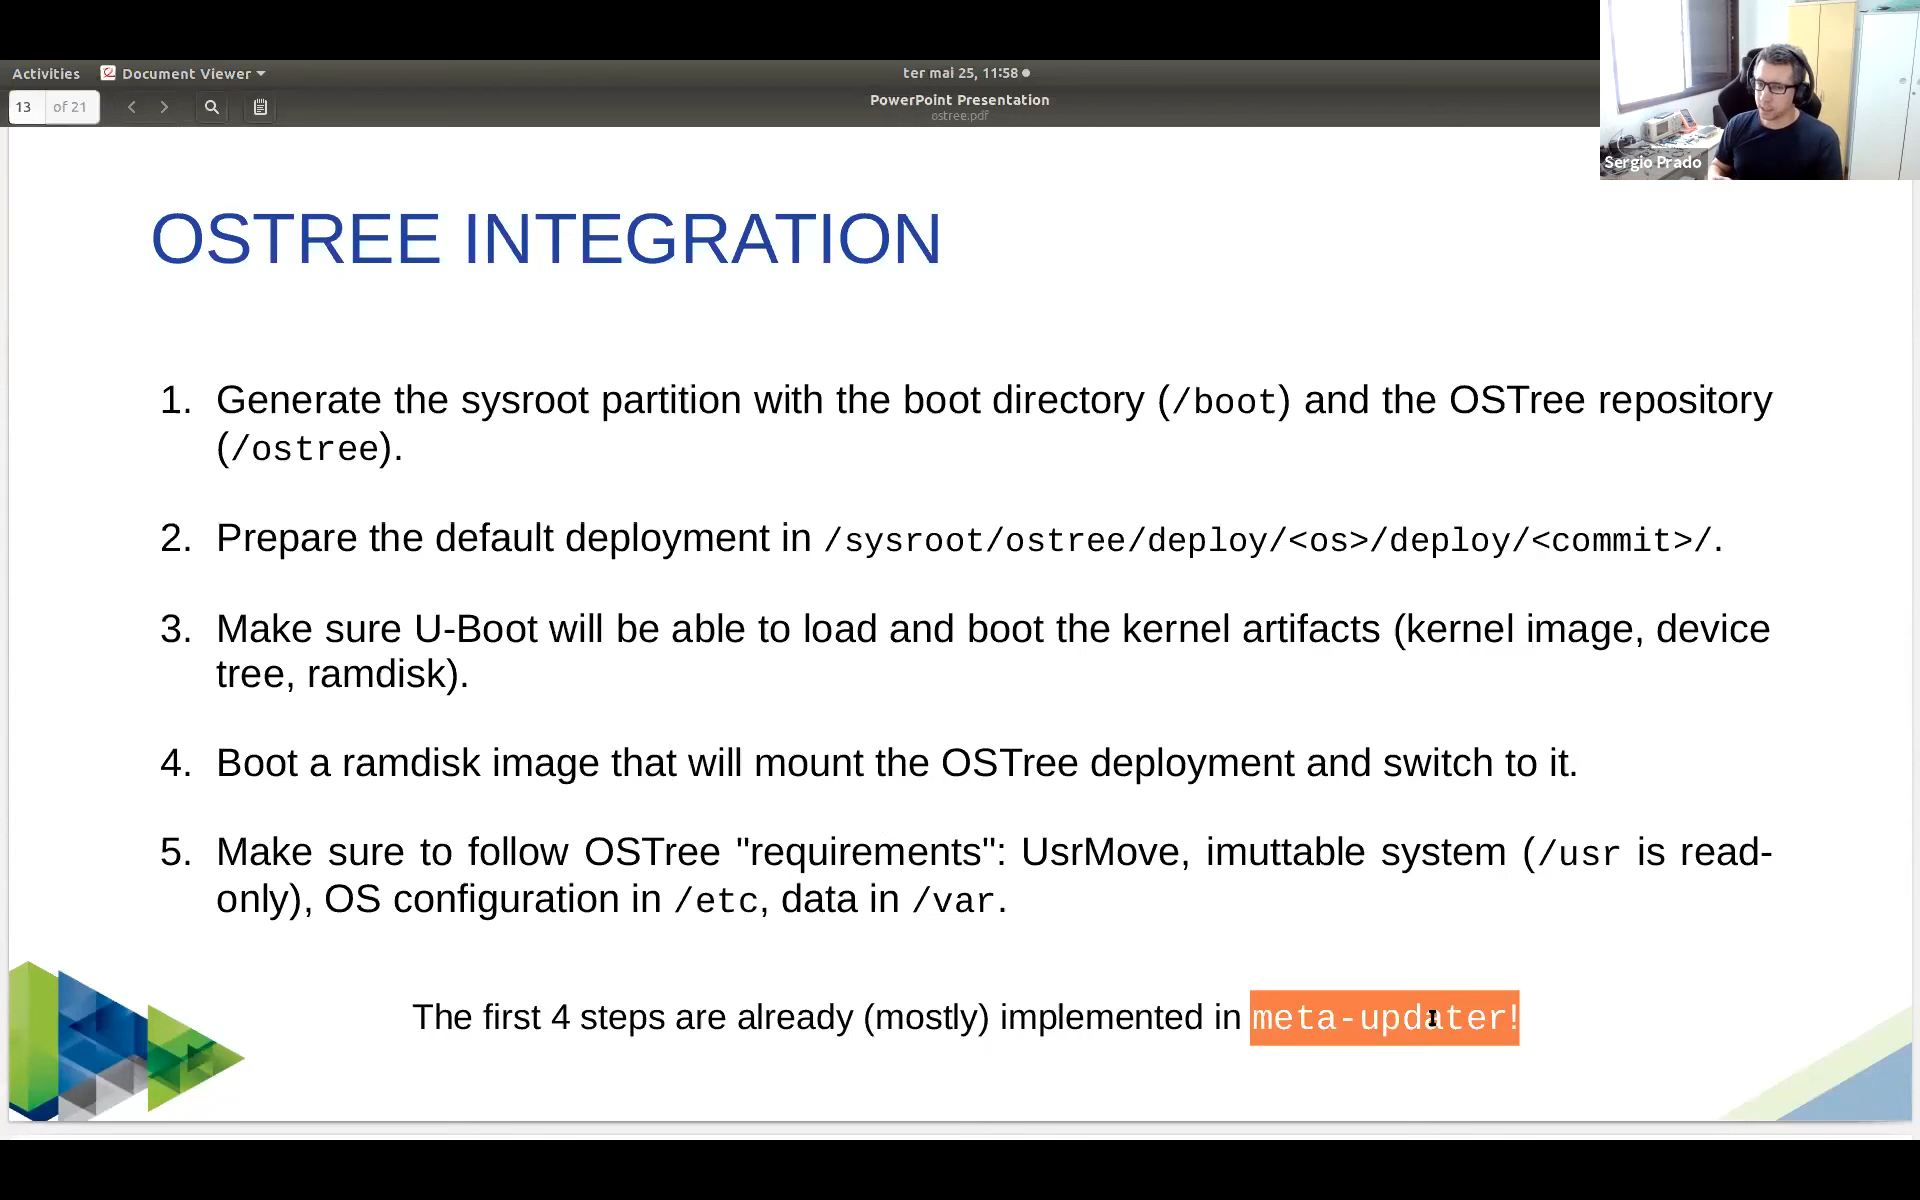 Activities
Document Viewer
ter mai 25, 11:58
13 of 21
PowerPoint Presentation
ostree.pdf
Sergio Prado
OSTREE INTEGRATION
1. Generate the sysroot partition with the boot directory (/boot) and the OSTree repository
(/ostree).
2. Prepare the default deployment in /sysroot/ostree/deploy/<os>/deploy/<commit>/.
3. Make sure U-Boot will be able to load and boot the kernel artifacts (kernel image, device
tree, ramdisk).
4. Boot a ramdisk image that will mount the OSTree deployment and switch to it.
5. Make sure to follow OSTree "requirements": UsrMove, imuttable system (/usr is read-
only), OS configuration in /etc, data in /var.
The first 4 steps are already (mostly) implemented in meta-updater!